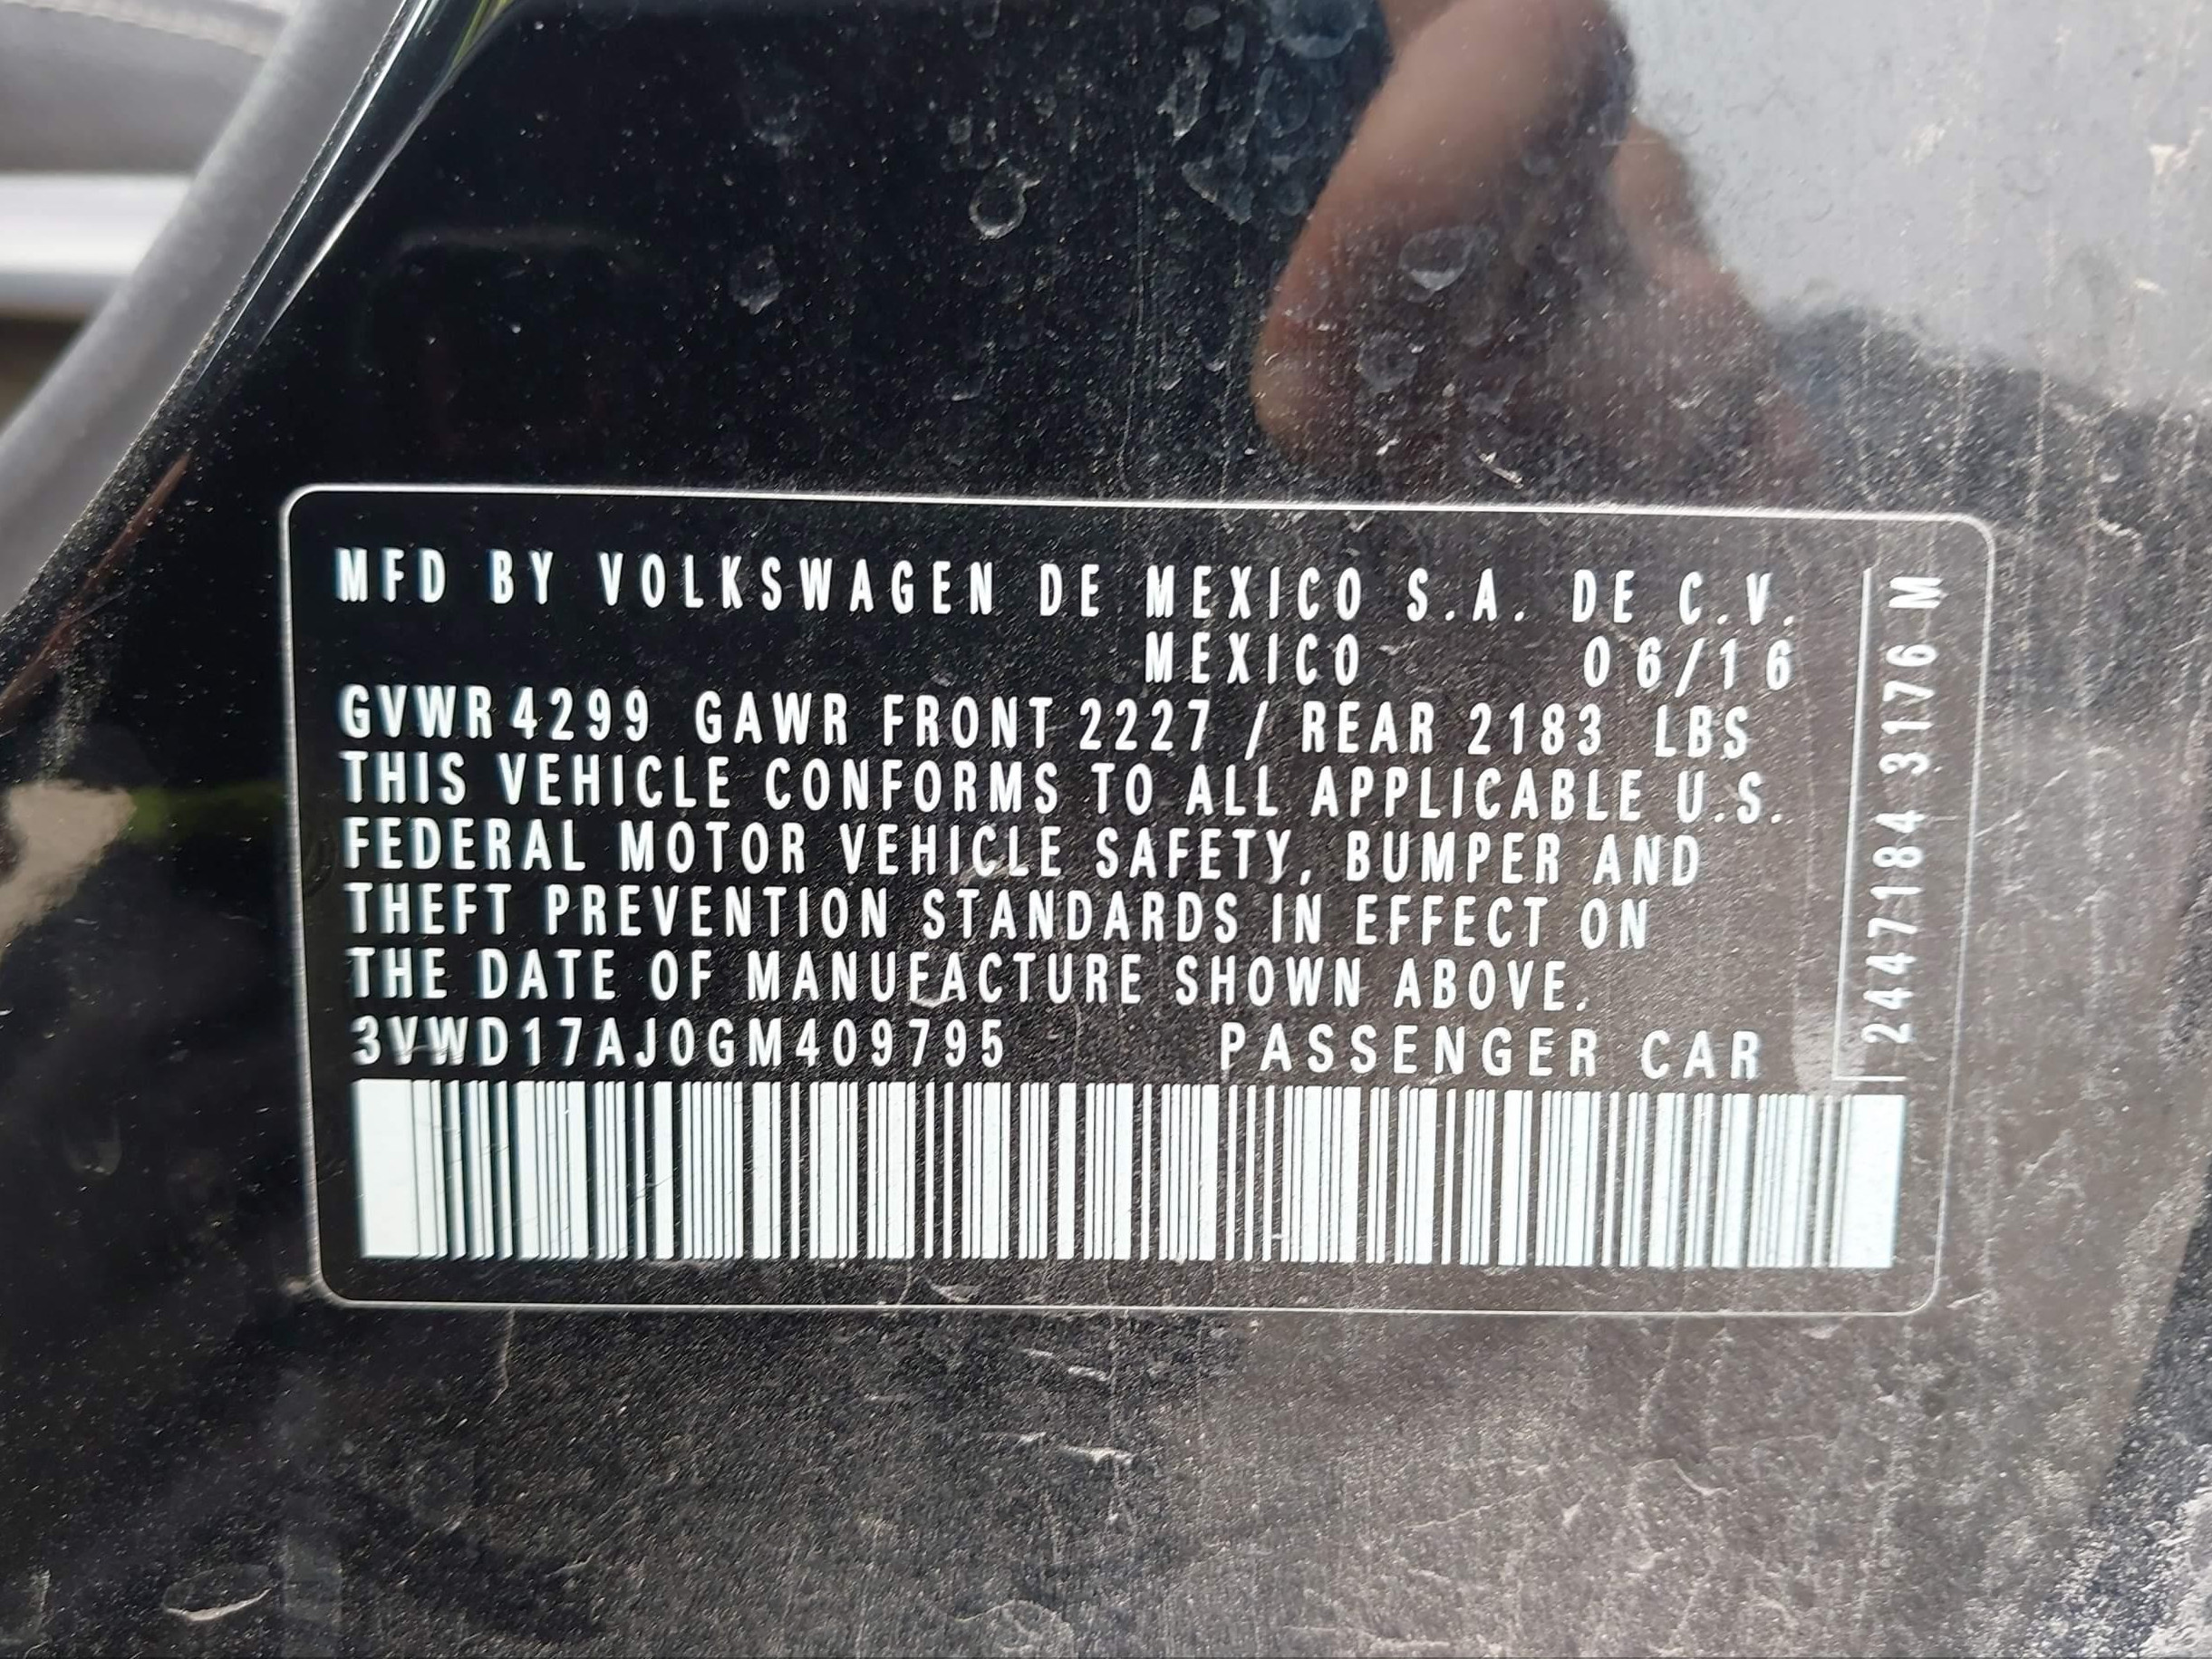 MFD BY VOLKSWAGEN DE MEXICO S.A. DE C.V.
MEXICO 06/16
GVWR 4299 GAWR FRONT 2227 / REAR 2183 LBS
THIS VEHICLE CONFORMS TO ALL APPLICABLE U.S.
FEDERAL MOTOR VEHICLE SAFETY, BUMPER AND
THEFT PREVENTION STANDARDS IN EFFECT ON
THE DATE OF MANUFACTURE SHOWN ABOVE.
3VWD17AJ0GM409795 PASSENGER CAR
2447184 3176 M